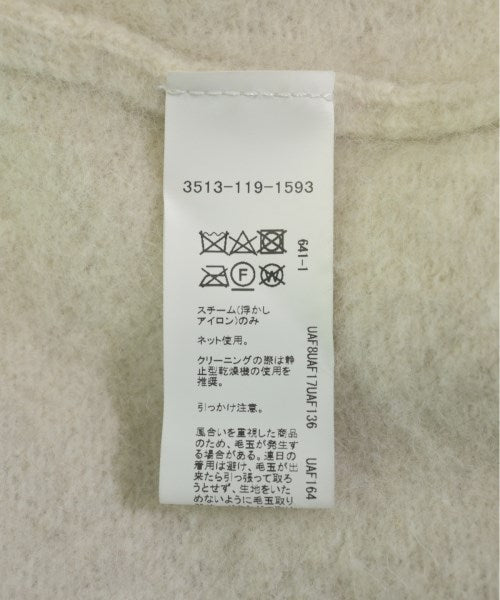 3513-119-1593
641-1
F
W
スチーム(浮かし
アイロン)のみ
ネット使用。
クリーニングの際は静
止型乾燥機の使用を
推奨。
引っかけ注意。
風合いを重視した商品
のため、毛玉が発生す
る場合がある。連日の
着用は避け、毛玉が出
来たら引っ張って取ろ
うとせず、生地をいた
めないように毛玉取り
UAF8UAF17UAF136 UAF164